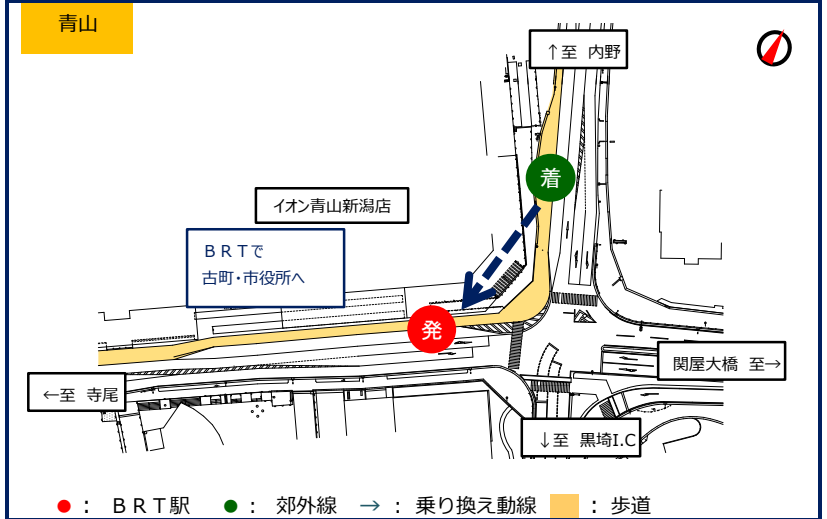 青山
↑至 内野
着
イオン青山新潟店
BRTで
古町・市役所へ
発
関屋大橋 至→
←至 寺尾
↓至 黒埼I.C
●： BRT駅 ●： 郊外線 →：乗り換え動線 ：歩道